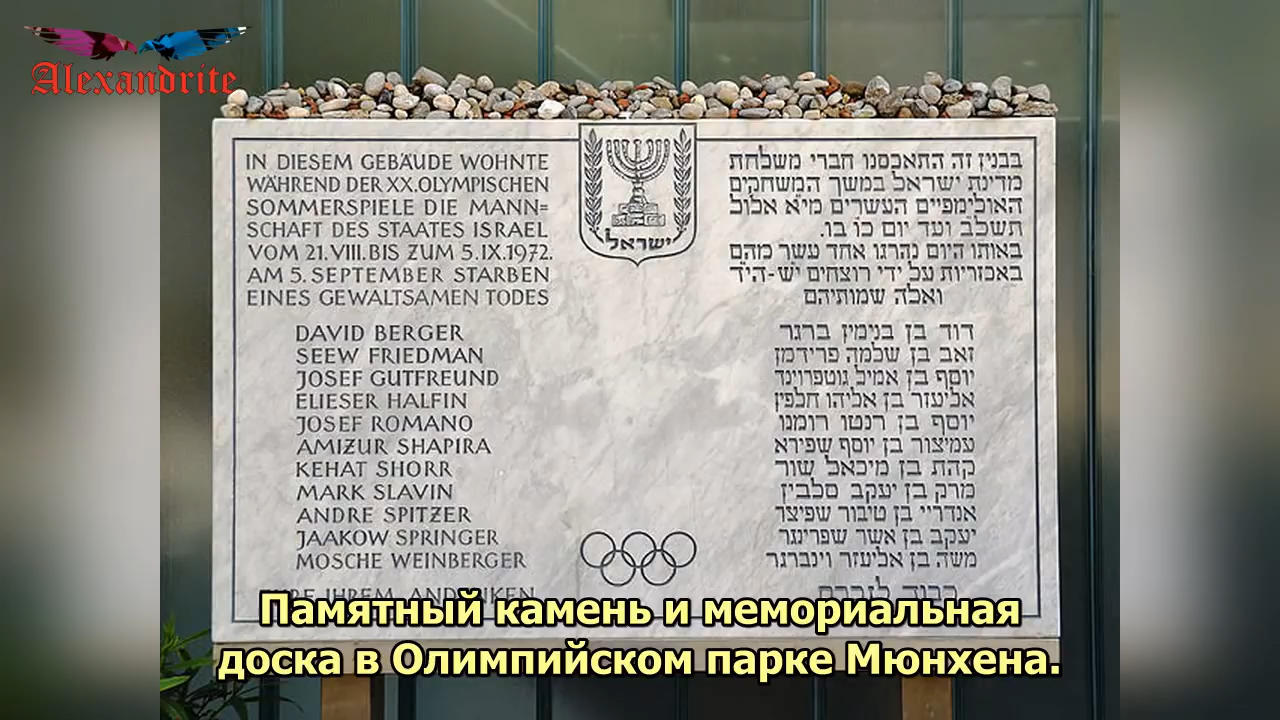 Alexandrite
IN DIESEM GEBÄUDE WOHNTE
WÄHREND DER XX. OLYMPISCHEN
SOMMERSPIELE DIE MANN=
SCHAFT DES STAATES ISRAEL
VOM 21. VIII. BIS ZUM 5. IX. 1972.
AM 5. SEPTEMBER STARBEN
EINES GEWALTSAMEN TODES
DAVID BERGER
SEEW FRIEDMAN
JOSEF GUTFREUND
ELIESER HALFIN
JOSEF ROMANO
AMIZUR SHAPIRA
KEHAT SHORR
MARK SLAVIN
ANDRE SPITZER
JAAKOW SPRINGER
MOSCHE WEINBERGER
IHREM ANDENKEN
ישראל
בבנין זה התאכסנו חברי משלחת
מדינת ישראל במשך המשחקים
האולימפיים העשרים מי״א אלול
תשל״ב ועד יום כ״ו בו.
באותו היום נהרגו אחד עשר מהם
באכזריות על ידי רוצחים יש״-הי״ד
ואלה שמותיהם
דוד בן בנימין ברגר
זאב בן שלמה פרידמן
יוסף בן אמיל גוטפרוינד
אליעזר בן אליהו חלפין
יוסף בן רנטו רומנו
עמיצור בן יוסף שפירא
קהת בן מיכאל שור
מרק בן יעקב סלבין
אנדריי בן טיבור שפיצר
יעקב בן אשר שפרינגר
משה בן אליעזר וינברגר
כבוד לזכרם
Памятный камень и мемориальная
доска в Олимпийском парке Мюнхена.